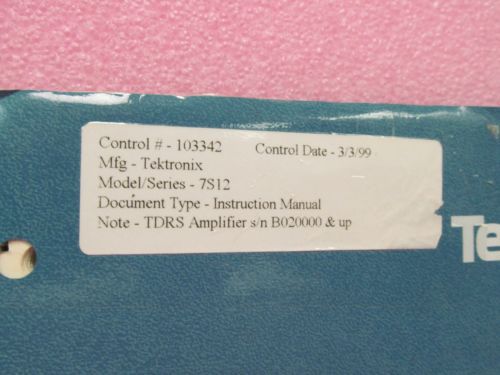 Control # - 103342 Control Date - 3/3/99
Mfg - Tektronix
Model/Series - 7S12
Document Type - Instruction Manual
Note - TDRS Amplifier s/n B020000 & up
Te